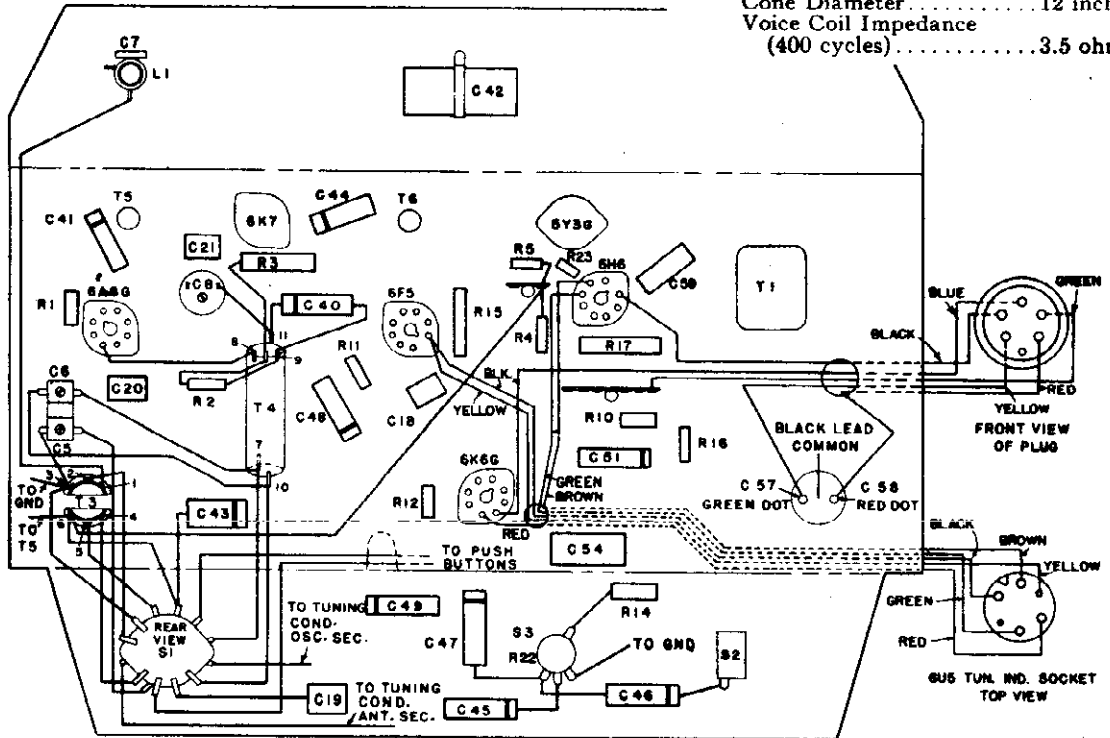 Cone Diameter............12 inch
Voice Coil Impedance
(400 cycles)............3.5 ohm
C7
L1
C42
T5
C41
6K7
C44
T6
5Y3G
C21
R3
R5
R23
6H6
C59
T1
GREEN
BLUE
R1
6A8G
C8
C40
6F5
R15
R4
BLACK
8
11
9
R17
C6
R11
C20
R2
T4
C48
C18
BLK.
YELLOW
R10
R16
BLACK LEAD
COMMON
YELLOW
RED
FRONT VIEW
OF PLUG
C5
7
10
C51
3
2
1
TO
GND
T3
4
6
5
TO
T5
C43
R12
6K6G
GREEN
BROWN
RED
C57
GREEN DOT
C58
RED DOT
TO PUSH
BUTTONS
C54
BLACK
BROWN
YELLOW
GREEN
RED
REAR
VIEW
S1
TO TUNING
COND.
OSC. SEC.
C49
C47
S3
R22
R14
TO GND
S2
6U5 TUN. IND. SOCKET
TOP VIEW
C19
TO TUNING
COND.
ANT. SEC.
C45
C46